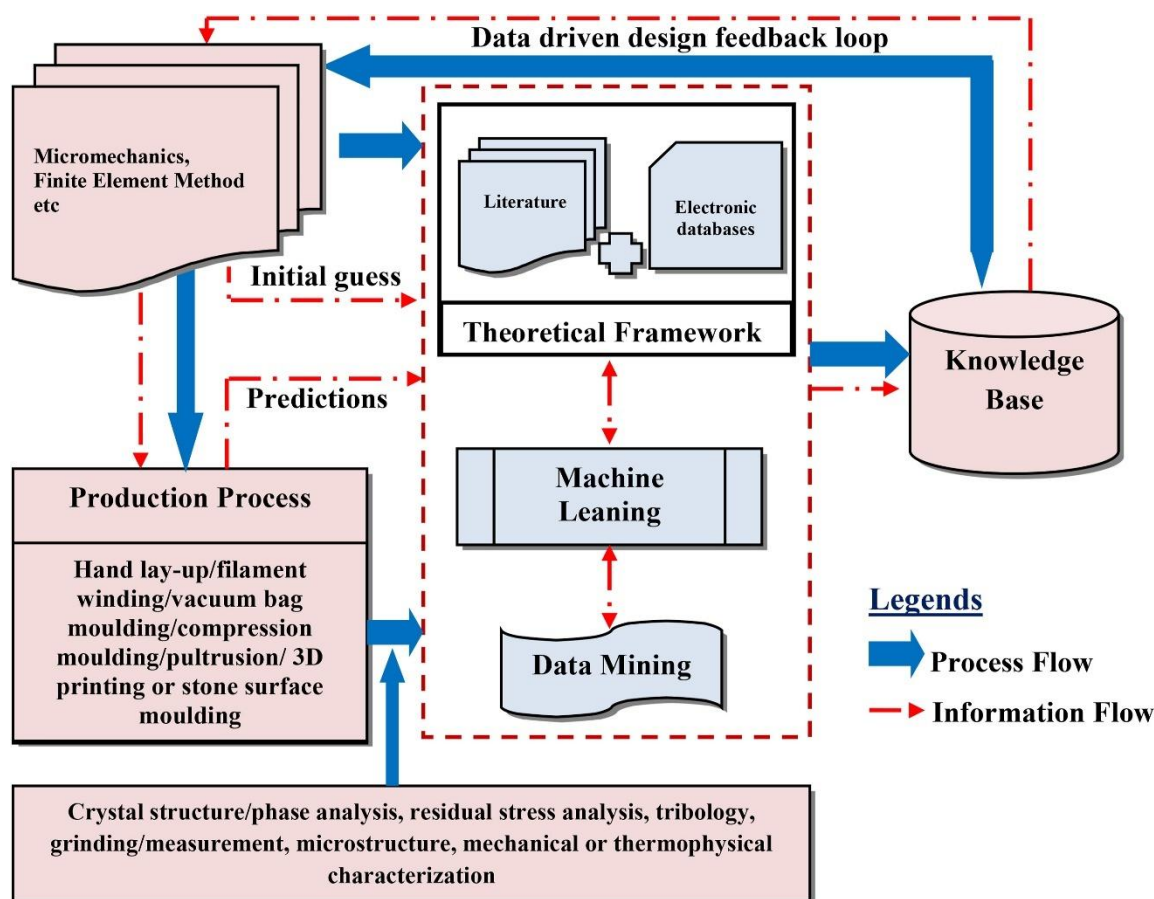 Data driven design feedback loop
Micromechanics,
Finite Element Method
etc
Literature
Electronic
databases
Initial guess
Theoretical Framework
Knowledge
Base
Predictions
Production Process
Machine
Leaning
Hand lay-up/filament
winding/vacuum bag
moulding/compression
moulding/pultrusion/ 3D
printing or stone surface
moulding
Data Mining
Legends
Process Flow
Information Flow
Crystal structure/phase analysis, residual stress analysis, tribology,
grinding/measurement, microstructure, mechanical or thermophysical
characterization